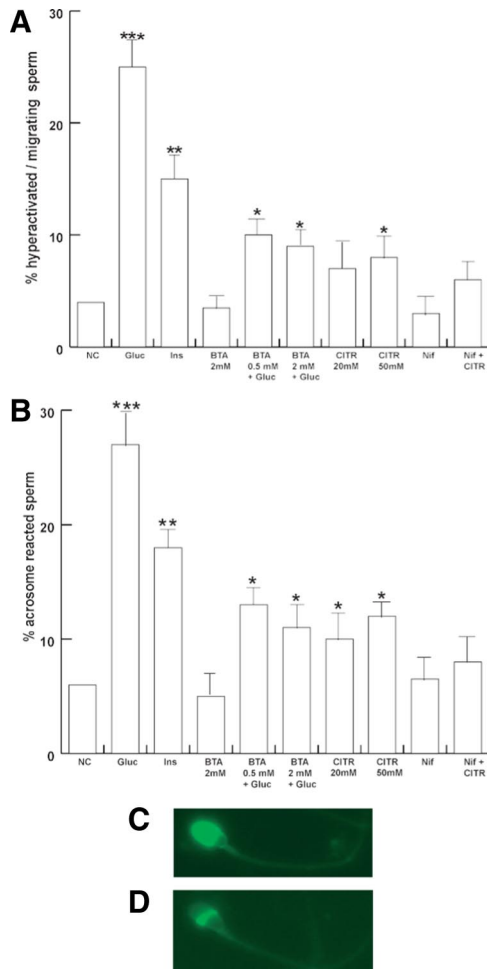 A
% hyperactivated / migrating sperm
30
20
10
0
***
**
*
*
*
NC Gluc Ins BTA 2mM BTA 0.5 mM + Gluc BTA 2 mM + Gluc CITR 20mM CITR 50mM Nif Nif + CITR
B
% acrosome reacted sperm
30
20
10
0
***
**
*
*
*
*
NC Gluc Ins BTA 2mM BTA 0.5 mM + Gluc BTA 2 mM + Gluc CITR 20mM CITR 50mM Nif Nif + CITR
C
D